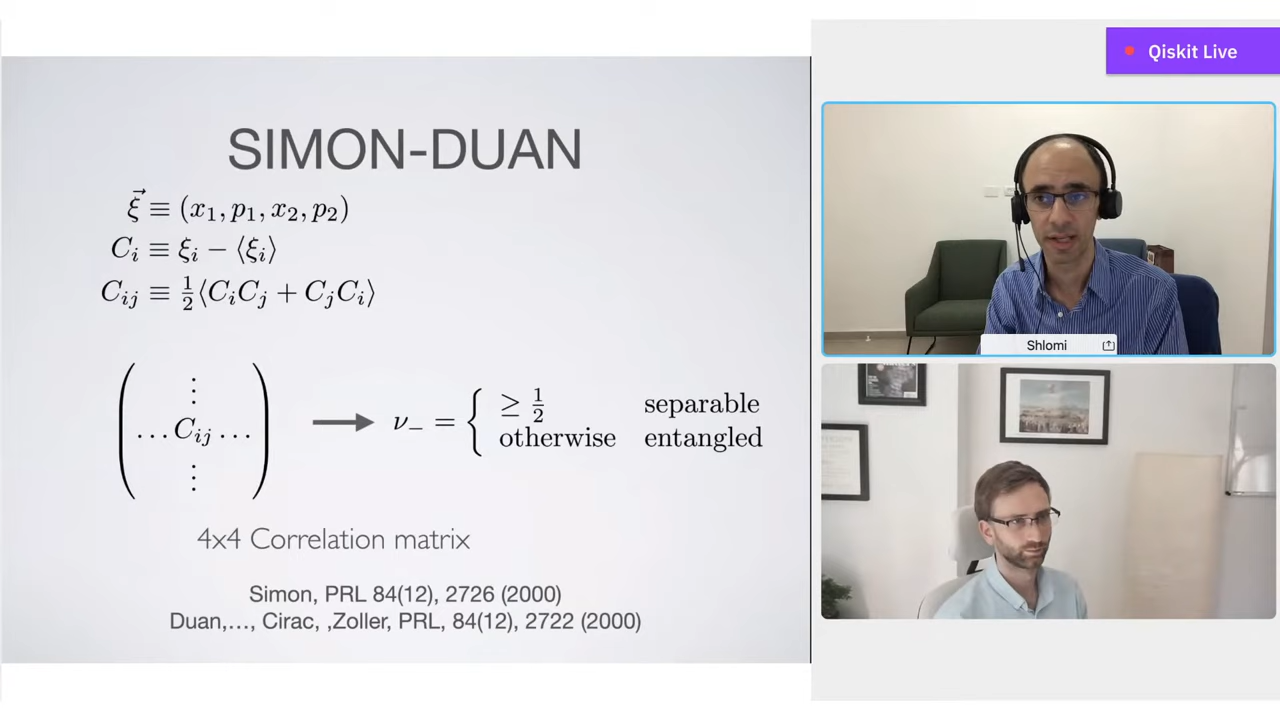 Qiskit Live
SIMON-DUAN
ξ⃗ ≡ (x₁, p₁, x₂, p₂)
Cᵢ ≡ ξᵢ − ⟨ξᵢ⟩
Cᵢⱼ ≡ ½⟨CᵢCⱼ + CⱼCᵢ⟩
⋮
…Cᵢⱼ…
⋮
ν₋ = { ≥ ½ separable
otherwise entangled
4x4 Correlation matrix
Simon, PRL 84(12), 2726 (2000)
Duan,…, Cirac, ,Zoller, PRL, 84(12), 2722 (2000)
Shlomi